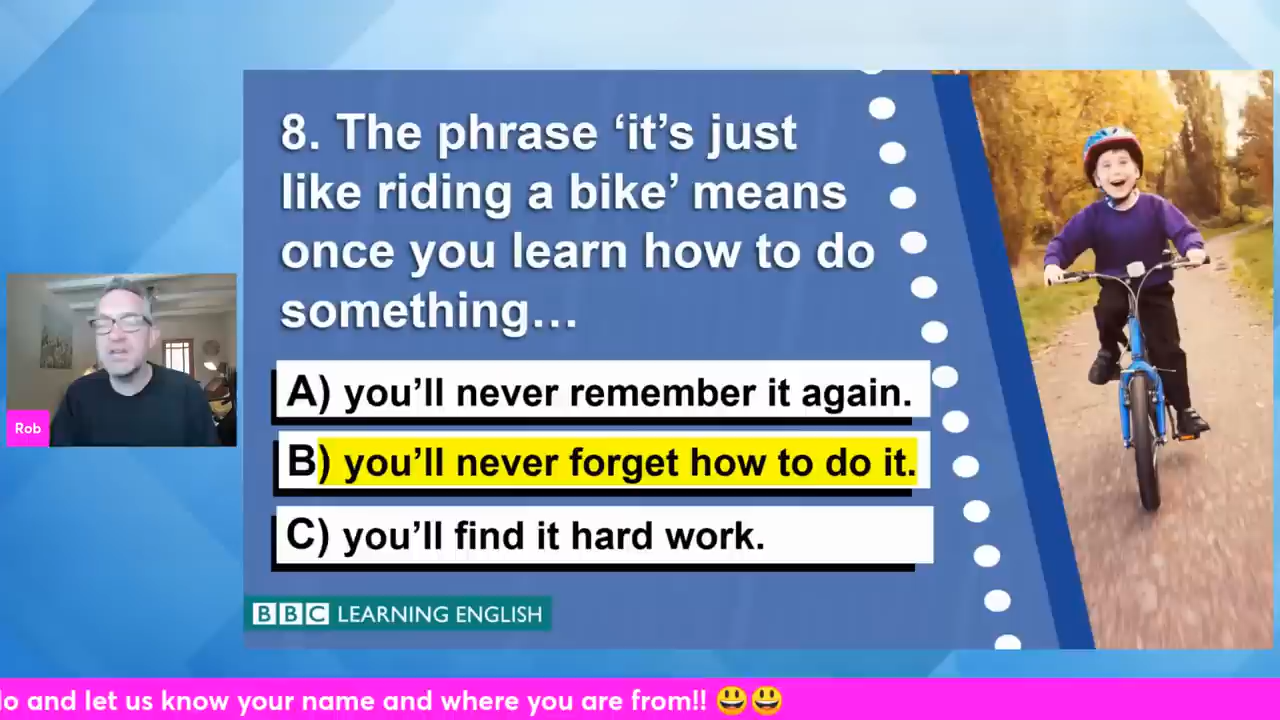 8. The phrase ‘it’s just
like riding a bike’ means
once you learn how to do
something…
A) you’ll never remember it again.
B) you’ll never forget how to do it.
C) you’ll find it hard work.
BBC LEARNING ENGLISH
Rob
lo and let us know your name and where you are from!! 😃😃